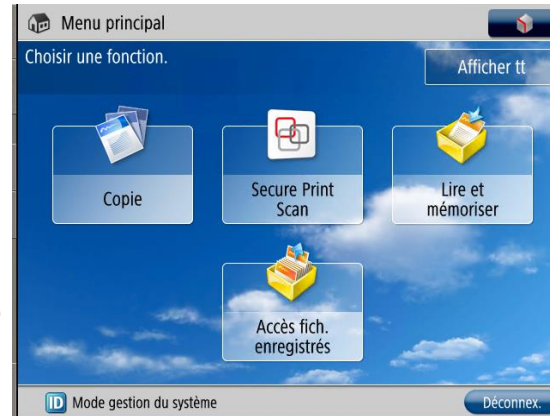 Menu principal
Choisir une fonction.
Afficher tt
Copie
Secure Print
Scan
Lire et
mémoriser
Accès fich.
enregistrés
ID Mode gestion du système
Déconnex.